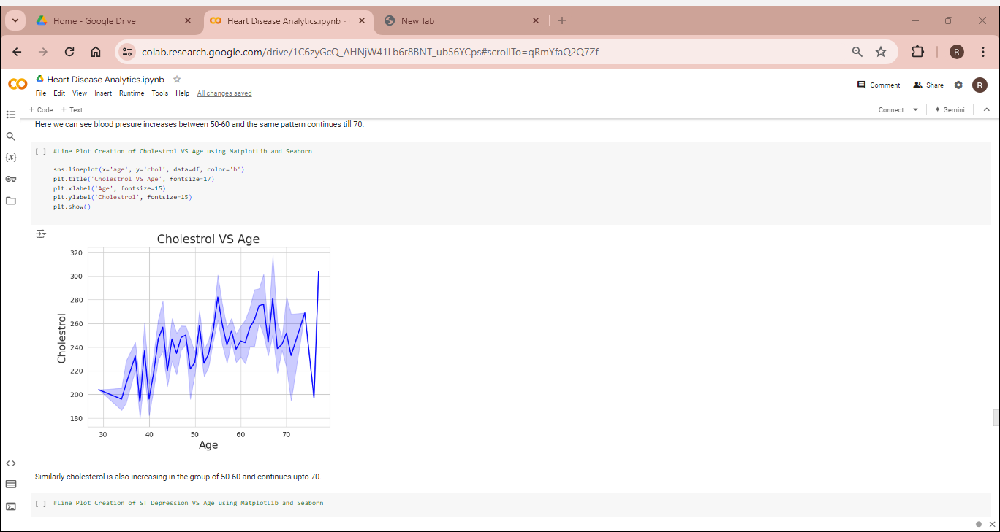 Home - Google Drive
Heart Disease Analytics.ipynb -
New Tab
colab.research.google.com/drive/1C6zyGcQ_AHNjW41Lb6r8BNT_ub56YCps#scrollTo=qRmYfaQ2Q7Zf
R
Heart Disease Analytics.ipynb
Comment
Share
R
File Edit View Insert Runtime Tools Help All changes saved
+ Code + Text
Connect
Gemini
Here we can see blood presure increases between 50-60 and the same pattern continues till 70.
[ ] #Line Plot Creation of Cholestrol VS Age using MatplotLib and Seaborn
sns.lineplot(x='age', y='chol', data=df, color='b')
plt.title('Cholestrol VS Age', fontsize=17)
plt.xlabel('Age', fontsize=15)
plt.ylabel('Cholestrol', fontsize=15)
plt.show()
{x}
Cholestrol VS Age
320
300
280
260
240
220
200
180
Cholestrol
30 40 50 60 70
Age
Similarly cholesterol is also increasing in the group of 50-60 and continues upto 70.
[ ] #Line Plot Creation of ST Depression VS Age using MatplotLib and Seaborn